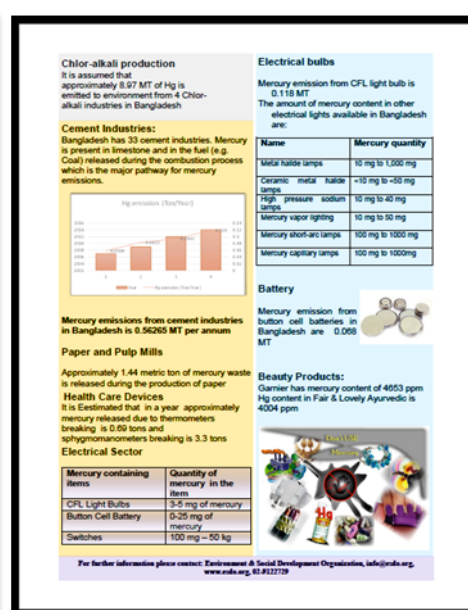 Chlor-alkali production
It is assumed that
approximately 8.97 MT of Hg is
emitted to environment from 4 Chlor-
alkali industries in Bangladesh
Cement Industries:
Bangladesh has 33 cement industries. Mercury
is present in limestone and in the fuel (e.g.
Coal) released during the combustion process
which is the major pathway for mercury
emissions.
Hg emission (Ton/Year)
Mercury emissions from cement industries
in Bangladesh is 0.56265 MT per annum
Paper and Pulp Mills
Approximately 1.44 metric ton of mercury waste
is released during the production of paper
Health Care Devices
It is Eestimated that in a year approximately
mercury released due to thermometers
breaking is 0.69 tons and
sphygmomanometers breaking is 3.3 tons
Electrical Sector
Mercury containing items Quantity of mercury in the item
CFL Light Bulbs 3-5 mg of mercury
Button Cell Battery 0-25 mg of mercury
Switches 100 mg – 50 kg
Electrical bulbs
Mercury emission from CFL light bulb is
0.118 MT
The amount of mercury content in other
electrical lights available in Bangladesh
are:
Name Mercury quantity
Metal halide lamps 10 mg to 1,000 mg
Ceramic metal halide lamps <10 mg to <50 mg
High pressure sodium lamps 10 mg to 40 mg
Mercury vapor lighting 10 mg to 50 mg
Mercury short-arc lamps 100 mg to 1000 mg
Mercury capillary lamps 100 mg to 1000mg
Battery
Mercury emission from
button cell batteries in
Bangladesh are 0.068
MT
Beauty Products:
Garnier has mercury content of 4653 ppm
Hg content in Fair & Lovely Ayurvedic is
4004 ppm
Don't Use
Mercury
Hg
For further information please contact: Environment & Social Development Organization, info@esdo.org,
www.esdo.org, 02-9122729